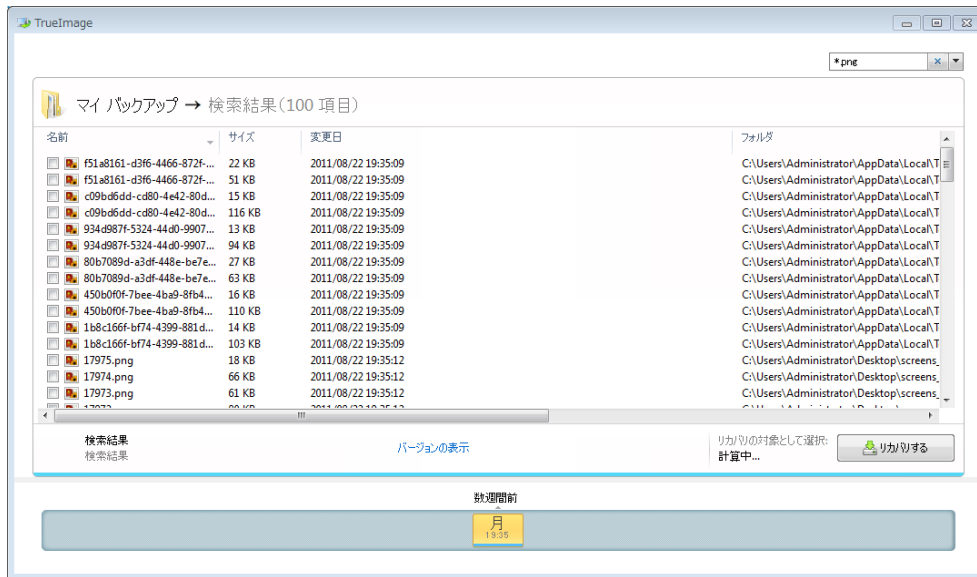 TrueImage
*png
マイ バックアップ → 検索結果(100 項目)
名前 サイズ 変更日 フォルダ
f51a8161-d3f6-4466-872f-... 22 KB 2011/08/22 19:35:09 C:\Users\Administrator\AppData\Local\T
f51a8161-d3f6-4466-872f-... 51 KB 2011/08/22 19:35:09 C:\Users\Administrator\AppData\Local\T
c09bd6dd-cd80-4e42-80d... 15 KB 2011/08/22 19:35:09 C:\Users\Administrator\AppData\Local\T
c09bd6dd-cd80-4e42-80d... 116 KB 2011/08/22 19:35:09 C:\Users\Administrator\AppData\Local\T
934d987f-5324-44d0-9907... 13 KB 2011/08/22 19:35:09 C:\Users\Administrator\AppData\Local\T
934d987f-5324-44d0-9907... 94 KB 2011/08/22 19:35:09 C:\Users\Administrator\AppData\Local\T
80b7089d-a3df-448e-be7e... 27 KB 2011/08/22 19:35:09 C:\Users\Administrator\AppData\Local\T
80b7089d-a3df-448e-be7e... 63 KB 2011/08/22 19:35:09 C:\Users\Administrator\AppData\Local\T
450b0f0f-7bee-4ba9-8fb4... 16 KB 2011/08/22 19:35:09 C:\Users\Administrator\AppData\Local\T
450b0f0f-7bee-4ba9-8fb4... 110 KB 2011/08/22 19:35:09 C:\Users\Administrator\AppData\Local\T
1b8c166f-bf74-4399-881d... 14 KB 2011/08/22 19:35:09 C:\Users\Administrator\AppData\Local\T
1b8c166f-bf74-4399-881d... 103 KB 2011/08/22 19:35:09 C:\Users\Administrator\AppData\Local\T
17975.png 18 KB 2011/08/22 19:35:12 C:\Users\Administrator\Desktop\screens_
17974.png 66 KB 2011/08/22 19:35:12 C:\Users\Administrator\Desktop\screens_
17973.png 61 KB 2011/08/22 19:35:12 C:\Users\Administrator\Desktop\screens_
検索結果
検索結果
バージョンの表示
リカバリの対象として選択:
計算中...
リカバリする
数週間前
月
19:35